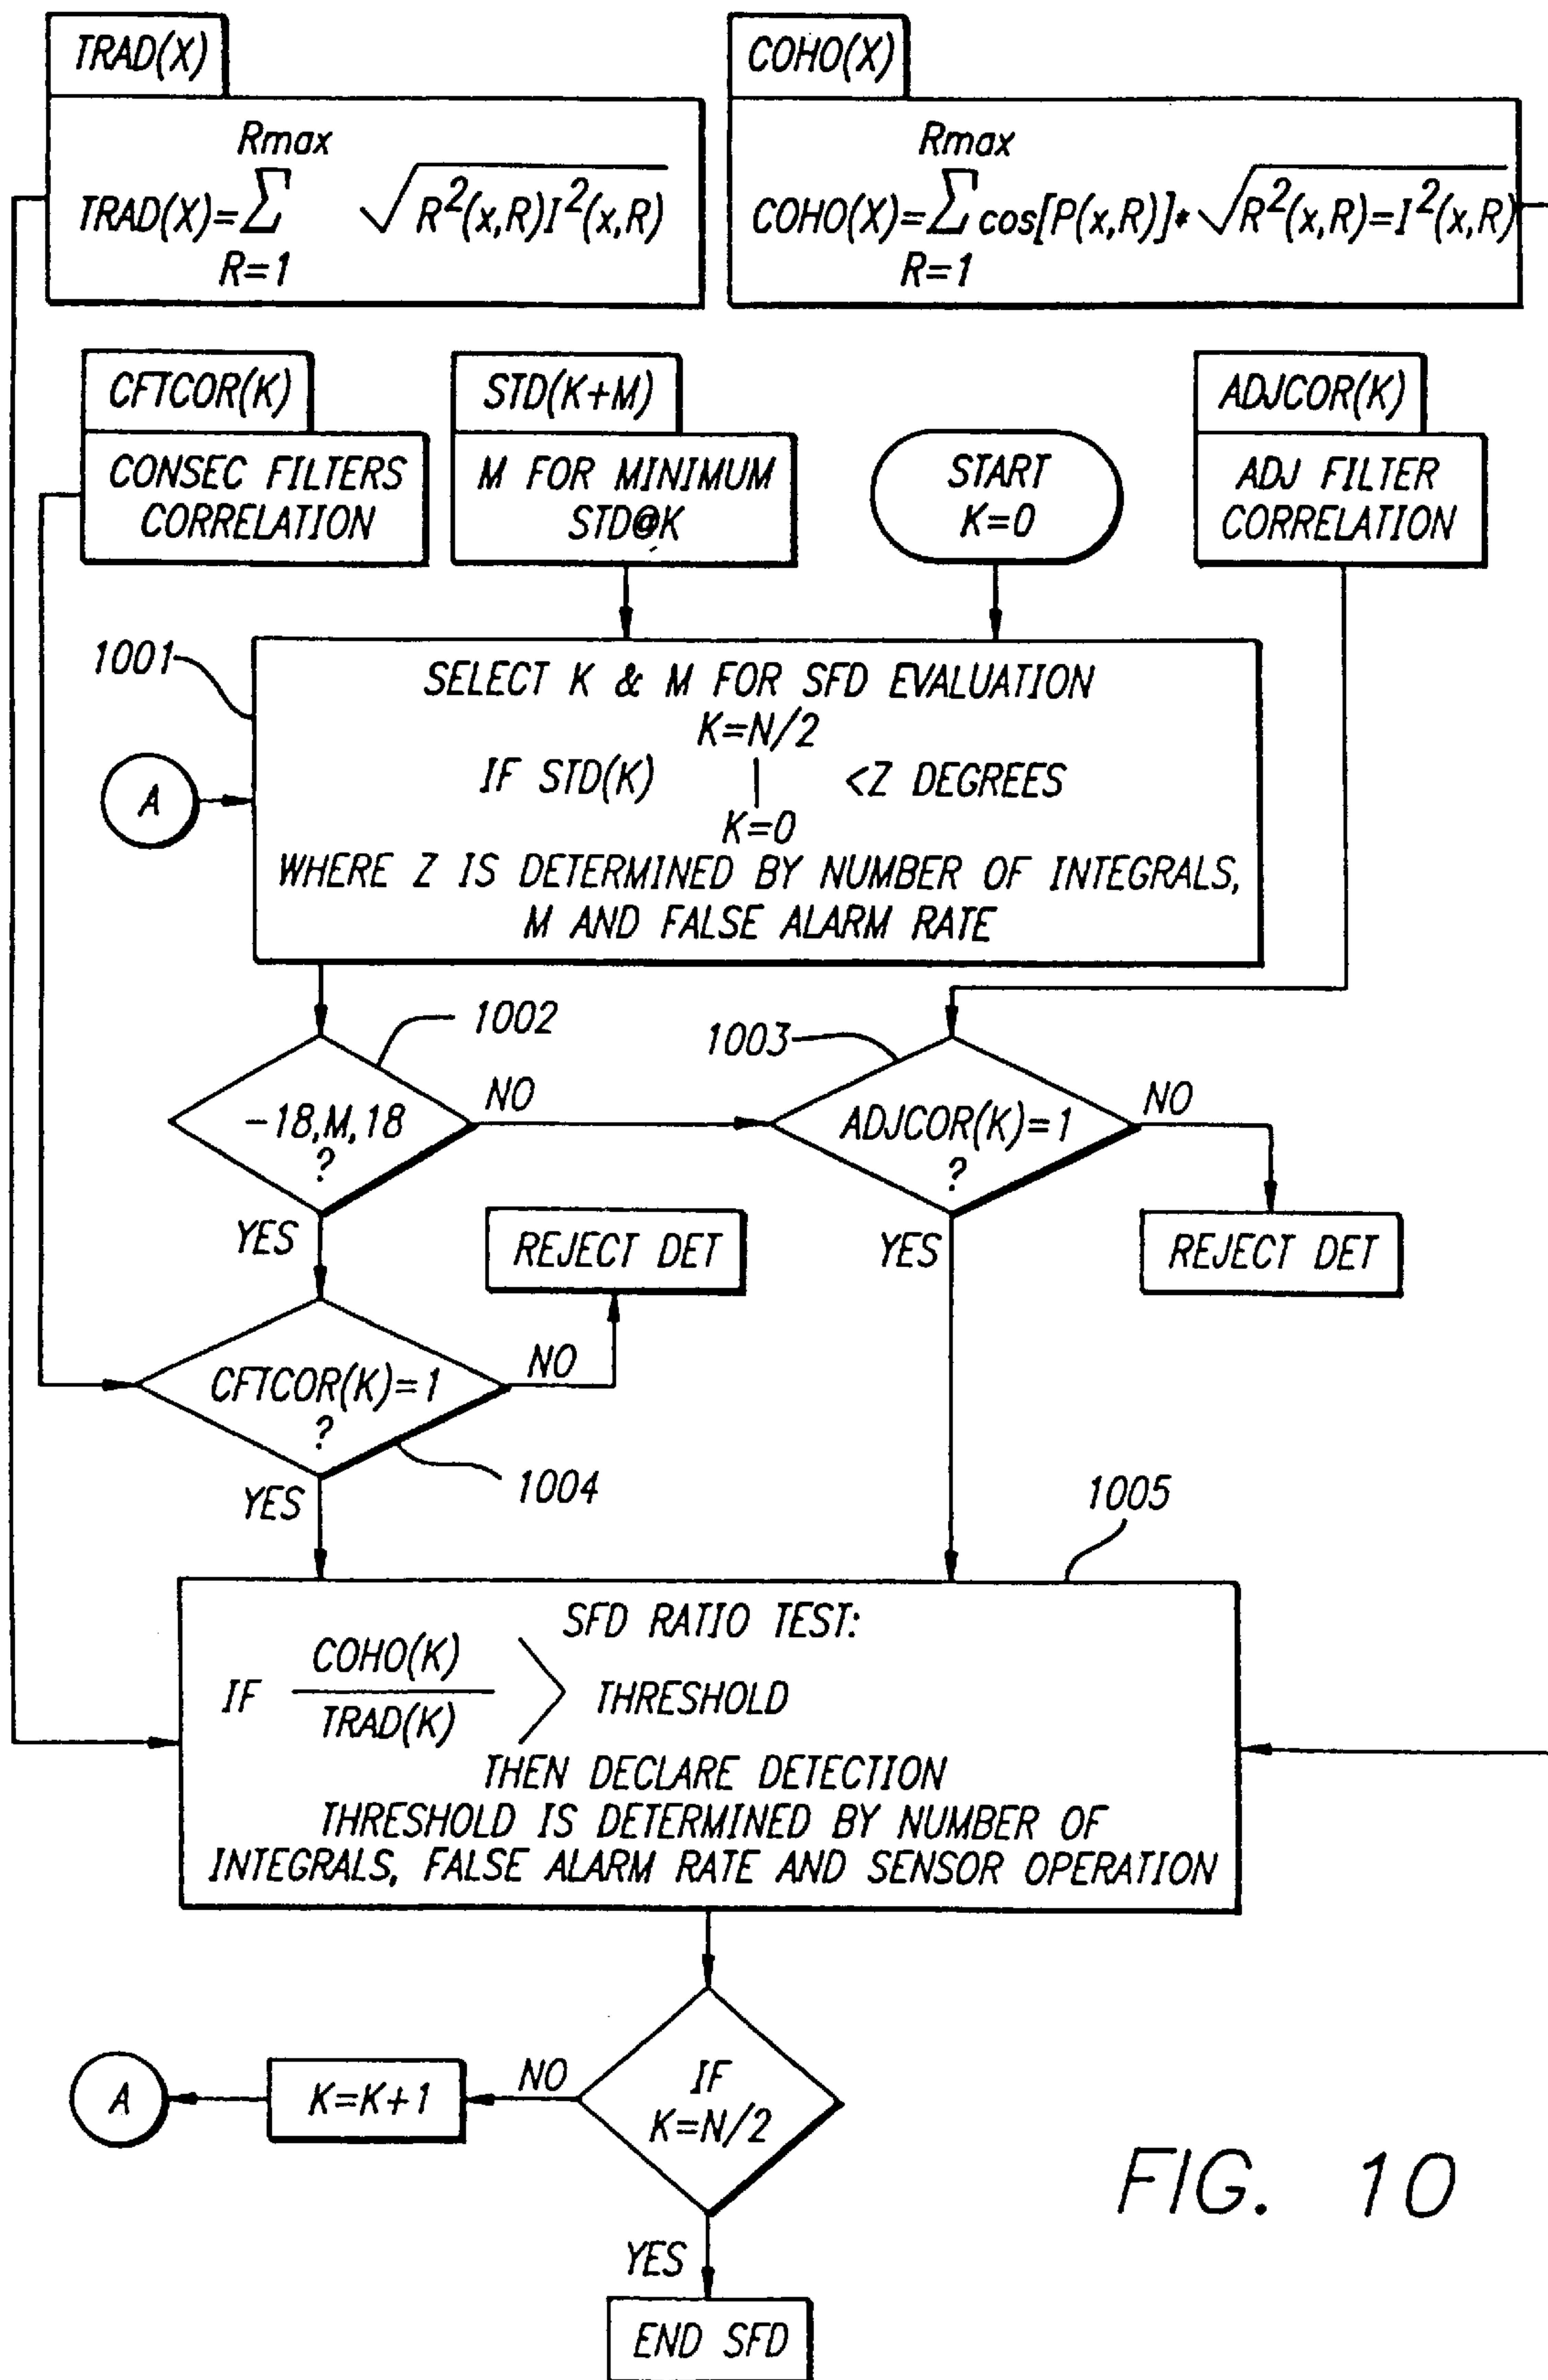 TRAD(X)
Rmax
TRAD(X)=∑ √R²(x,R)I²(x,R)
R=1
COHO(X)
Rmax
COHO(X)=∑cos[P(x,R)]*√R²(x,R)=I²(x,R)
R=1
CFTCOR(K)
CONSEC FILTERS
CORRELATION
STD(K+M)
M FOR MINIMUM
STD@K
START
K=0
ADJCOR(K)
ADJ FILTER
CORRELATION
1001
SELECT K & M FOR SFD EVALUATION
K=N/2
IF STD(K) | <Z DEGREES
K=0
WHERE Z IS DETERMINED BY NUMBER OF INTEGRALS,
M AND FALSE ALARM RATE
A
1002
-18,M,18
?
NO
YES
1003
ADJCOR(K)=1
?
NO
YES
REJECT DET
REJECT DET
CFTCOR(K)=1
?
NO
YES
1004
1005
SFD RATIO TEST:
COHO(K)
IF > THRESHOLD
TRAD(K)
THEN DECLARE DETECTION
THRESHOLD IS DETERMINED BY NUMBER OF
INTEGRALS, FALSE ALARM RATE AND SENSOR OPERATION
IF
K=N/2
NO
K=K+1
A
YES
END SFD
FIG. 10